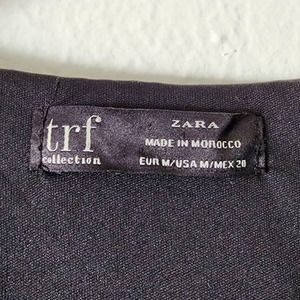 trf
collection
ZARA
MADE IN MOROCCO
EUR M/USA M/MEX 28